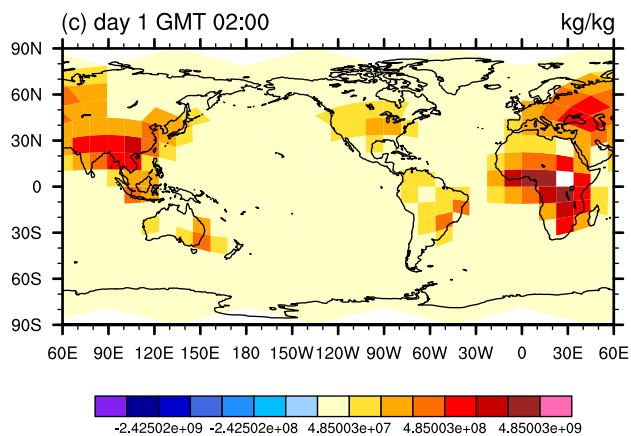 (c) day 1 GMT 02:00 kg/kg
90N
60N
30N
0
30S
60S
90S
60E 90E 120E 150E 180 150W 120W 90W 60W 30W 0 30E 60E
-2.42502e+09 -2.42502e+08 4.85003e+07 4.85003e+08 4.85003e+09